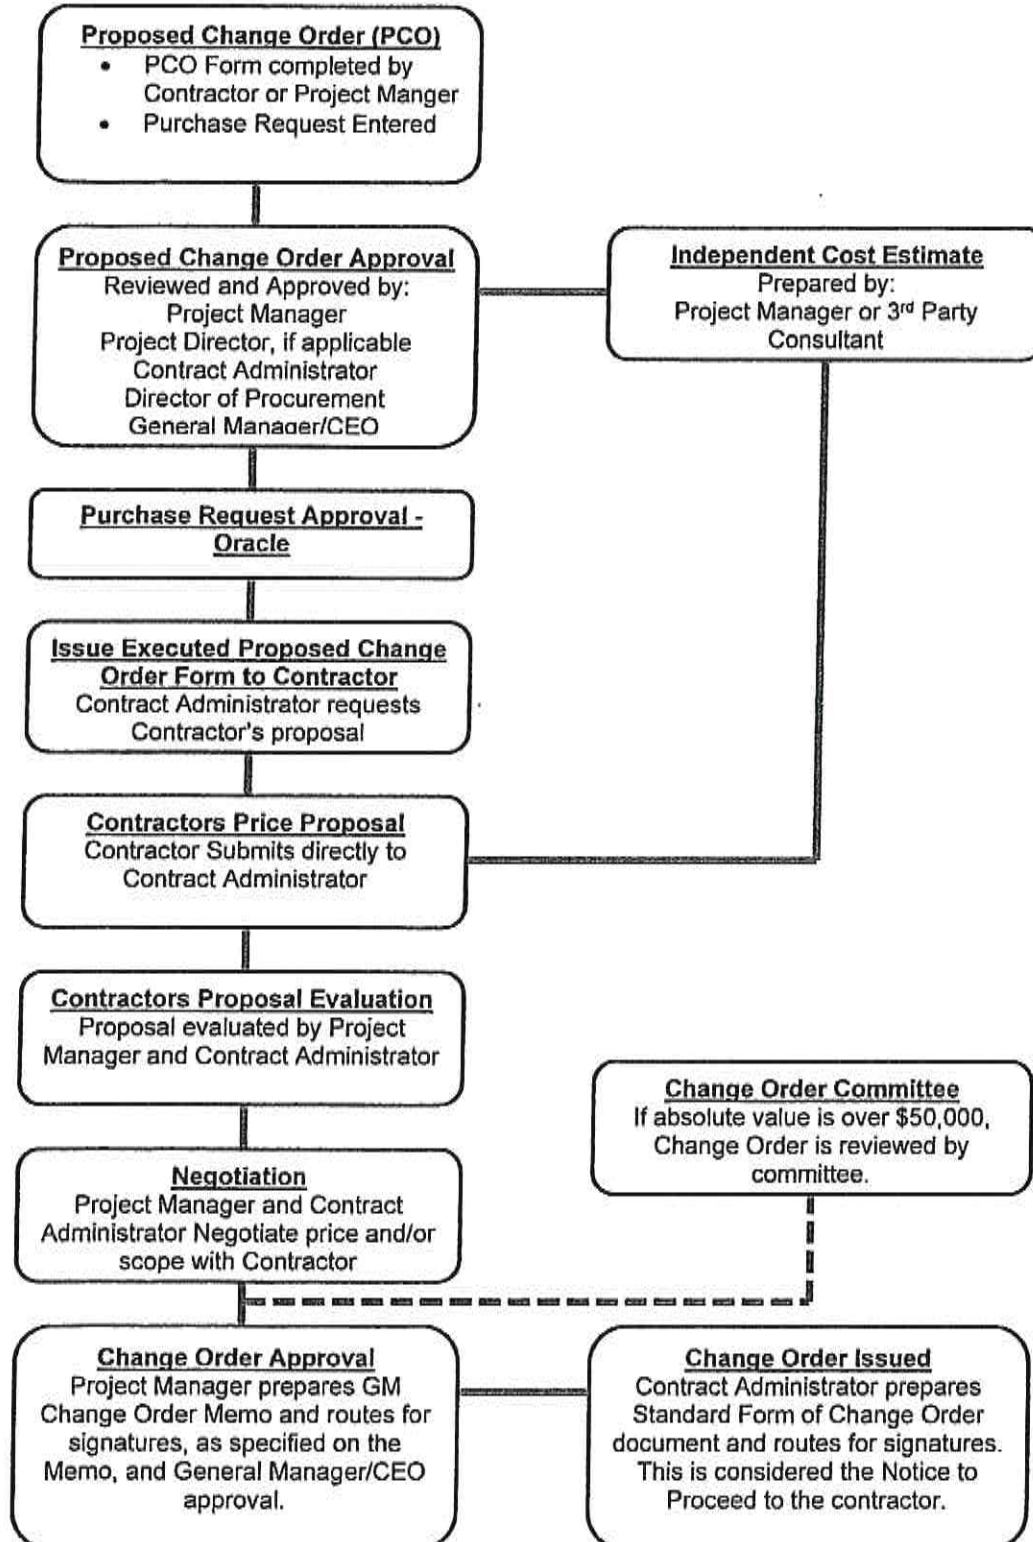 Proposed Change Order (PCO)
• PCO Form completed by
Contractor or Project Manger
• Purchase Request Entered
Proposed Change Order Approval
Reviewed and Approved by:
Project Manager
Project Director, if applicable
Contract Administrator
Director of Procurement
General Manager/CEO
Independent Cost Estimate
Prepared by:
Project Manager or 3rd Party
Consultant
Purchase Request Approval -
Oracle
Issue Executed Proposed Change
Order Form to Contractor
Contract Administrator requests
Contractor's proposal
Contractors Price Proposal
Contractor Submits directly to
Contract Administrator
Contractors Proposal Evaluation
Proposal evaluated by Project
Manager and Contract Administrator
Change Order Committee
If absolute value is over $50,000,
Change Order is reviewed by
committee.
Negotiation
Project Manager and Contract
Administrator Negotiate price and/or
scope with Contractor
Change Order Approval
Project Manager prepares GM
Change Order Memo and routes for
signatures, as specified on the
Memo, and General Manager/CEO
approval.
Change Order Issued
Contract Administrator prepares
Standard Form of Change Order
document and routes for signatures.
This is considered the Notice to
Proceed to the contractor.